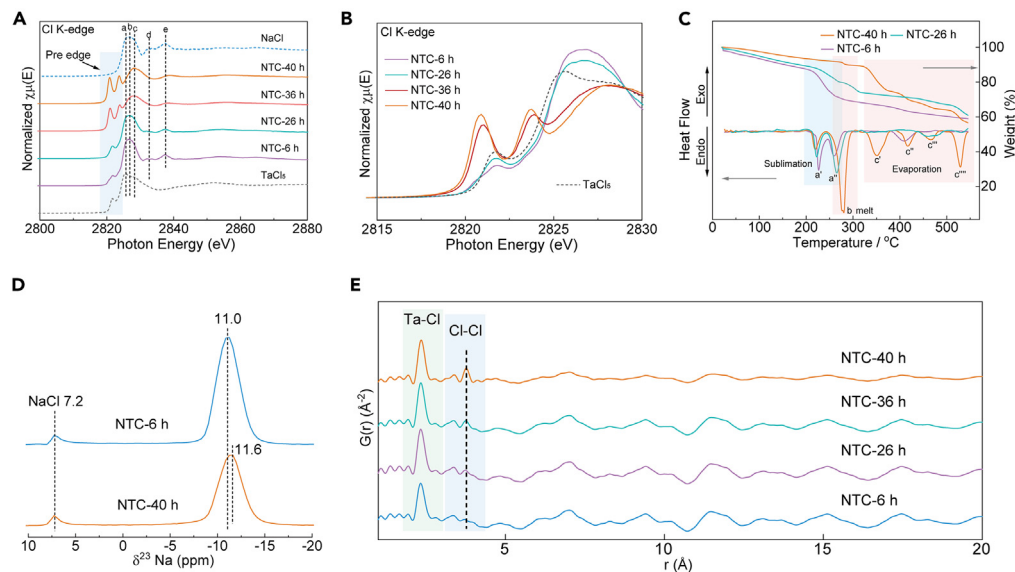 A
Cl K-edge
a
b
c
d
e
Pre edge
NaCl
NTC-40 h
NTC-36 h
NTC-26 h
NTC-6 h
TaCl₅
Normalized χμ(E)
2800
2820
2840
2860
2880
Photon Energy (eV)
B
Cl K-edge
NTC-6 h
NTC-26 h
NTC-36 h
NTC-40 h
TaCl₅
Normalized χμ(E)
2815
2820
2825
2830
Photon Energy (eV)
C
NTC-40 h
NTC-26 h
NTC-6 h
Exo
Heat Flow
Endo
Sublimation
Evaporation
a'
a''
b melt
c'
c''
c'''
c''''
100
80
60
40
20
Weight (%)
0
100
200
300
400
500
Temperature / °C
D
11.0
NaCl 7.2
NTC-6 h
11.6
NTC-40 h
10
5
0
-5
-10
-15
-20
δ²³ Na (ppm)
E
Ta-Cl
Cl-Cl
NTC-40 h
NTC-36 h
NTC-26 h
NTC-6 h
G(r) (Å⁻²)
5
10
15
20
r (Å)